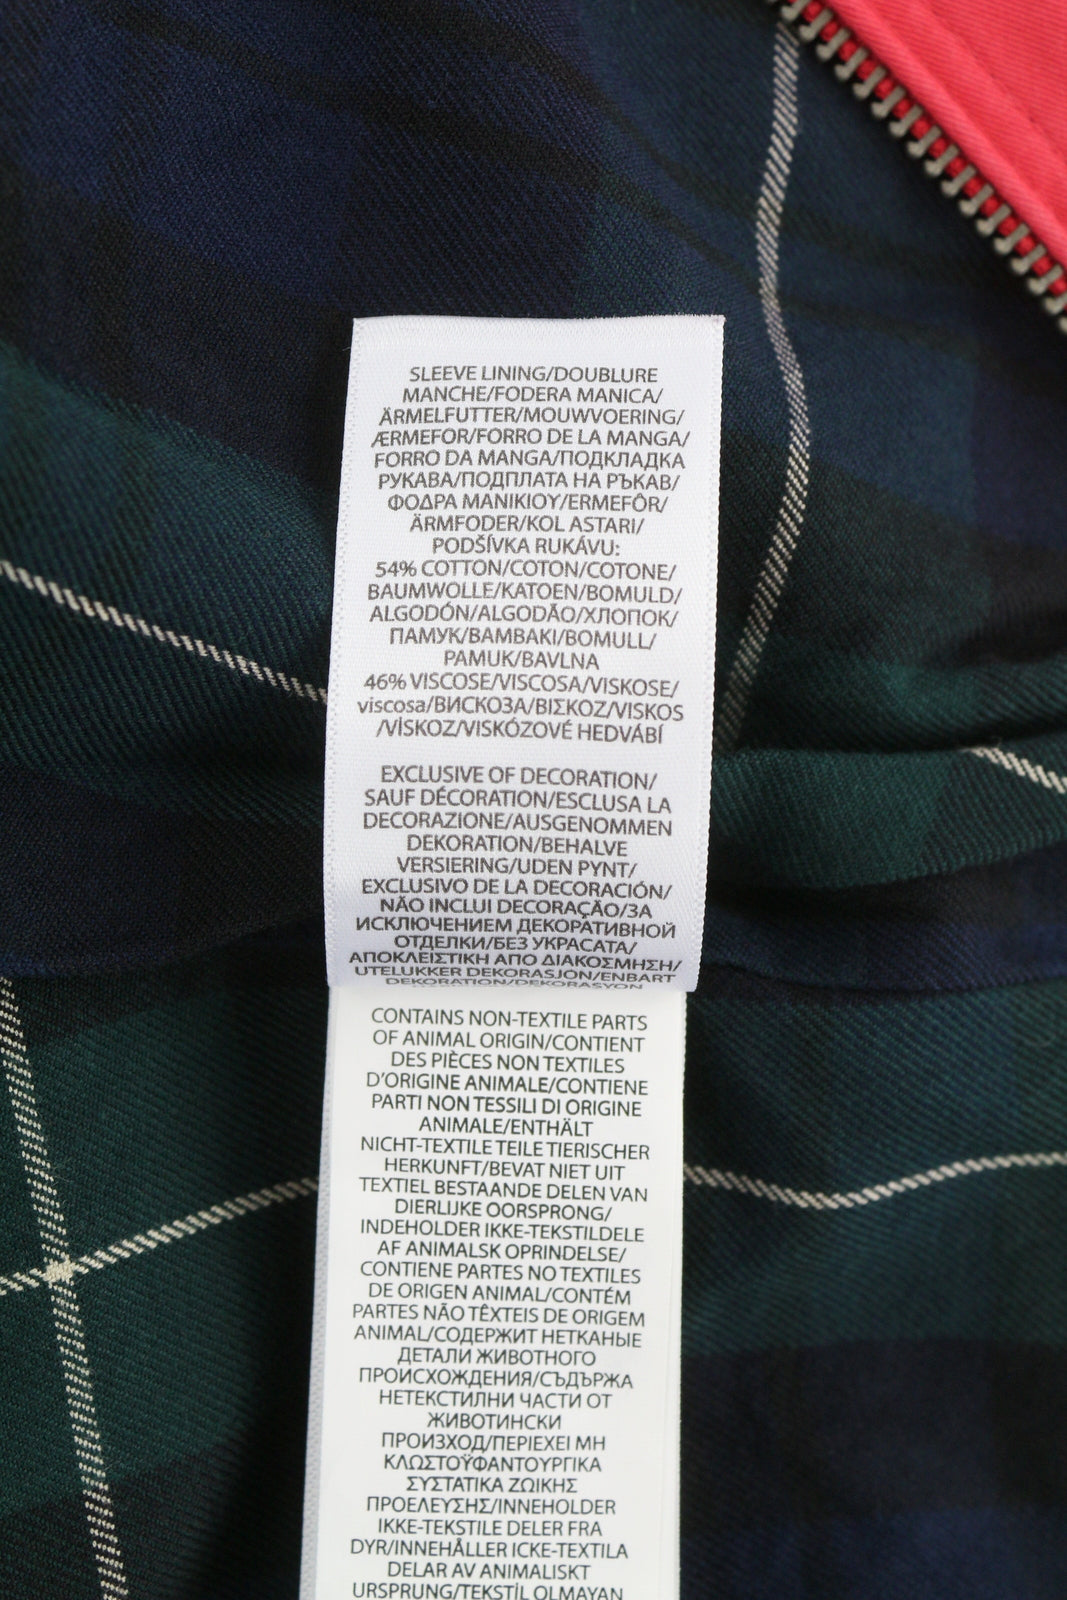 SLEEVE LINING/DOUBLURE
MANCHE/FODERA MANICA/
ÄRMELFUTTER/MOUWVOERING/
ÆRMEFOR/FORRO DE LA MANGA/
FORRO DA MANGA/ПОДКЛАДКА
РУКАВА/ПОДПЛАТА НА РЪКАВ/
ΦΟΔΡΑ ΜΑΝΙΚΙΟΥ/ERMEFÔR/
ÄRMFODER/KOL ASTARI/
PODŠÍVKA RUKÁVU:
54% COTTON/COTON/COTONE/
BAUMWOLLE/KATOEN/BOMULD/
ALGODÓN/ALGODÃO/ХЛОПОК/
ПАМУК/ΒΑΜΒΑΚΙ/BOMULL/
PAMUK/BAVLNA
46% VISCOSE/VISCOSA/VISKOSE/
viscosa/ВИСКОЗА/ΒΙΣΚΟΖ/VISKOS
/VİSKOZ/VISKÓZOVÉ HEDVÁBÍ
EXCLUSIVE OF DECORATION/
SAUF DÉCORATION/ESCLUSA LA
DECORAZIONE/AUSGENOMMEN
DEKORATION/BEHALVE
VERSIERING/UDEN PYNT/
EXCLUSIVO DE LA DECORACIÓN/
NÃO INCLUI DECORAÇÃO/ЗА
ИСКЛЮЧЕНИЕМ ДЕКОРАТИВНОЙ
ОТДЕЛКИ/БЕЗ УКРАСАТА/
ΑΠΟΚΛΕΙΣΤΙΚΗ ΑΠΟ ΔΙΑΚΟΣΜΗΣΗ/
UTELUKKER DEKORASJON/ENBART
DEKORATION/DEKORASYON
CONTAINS NON-TEXTILE PARTS
OF ANIMAL ORIGIN/CONTIENT
DES PIÈCES NON TEXTILES
D'ORIGINE ANIMALE/CONTIENE
PARTI NON TESSILI DI ORIGINE
ANIMALE/ENTHÄLT
NICHT-TEXTILE TEILE TIERISCHER
HERKUNFT/BEVAT NIET UIT
TEXTIEL BESTAANDE DELEN VAN
DIERLIJKE OORSPRONG/
INDEHOLDER IKKE-TEKSTILDELE
AF ANIMALSK OPRINDELSE/
CONTIENE PARTES NO TEXTILES
DE ORIGEN ANIMAL/CONTÉM
PARTES NÃO TÊXTEIS DE ORIGEM
ANIMAL/СОДЕРЖИТ НЕТКАНЫЕ
ДЕТАЛИ ЖИВОТНОГО
ПРОИСХОЖДЕНИЯ/СЪДЪРЖА
НЕТЕКСТИЛНИ ЧАСТИ ОТ
ЖИВОТИНСКИ
ПРОИЗХОД/ΠΕΡΙΕΧΕΙ ΜΗ
ΚΛΩΣΤΟΫΦΑΝΤΟΥΡΓΙΚΑ
ΣΥΣΤΑΤΙΚΑ ΖΩΙΚΗΣ
ΠΡΟΕΛΕΥΣΗΣ/INNEHOLDER
IKKE-TEKSTILE DELER FRA
DYR/INNEHÅLLER ICKE-TEXTILA
DELAR AV ANIMALISKT
URSPRUNG/TEKSTİL OLMAYAN